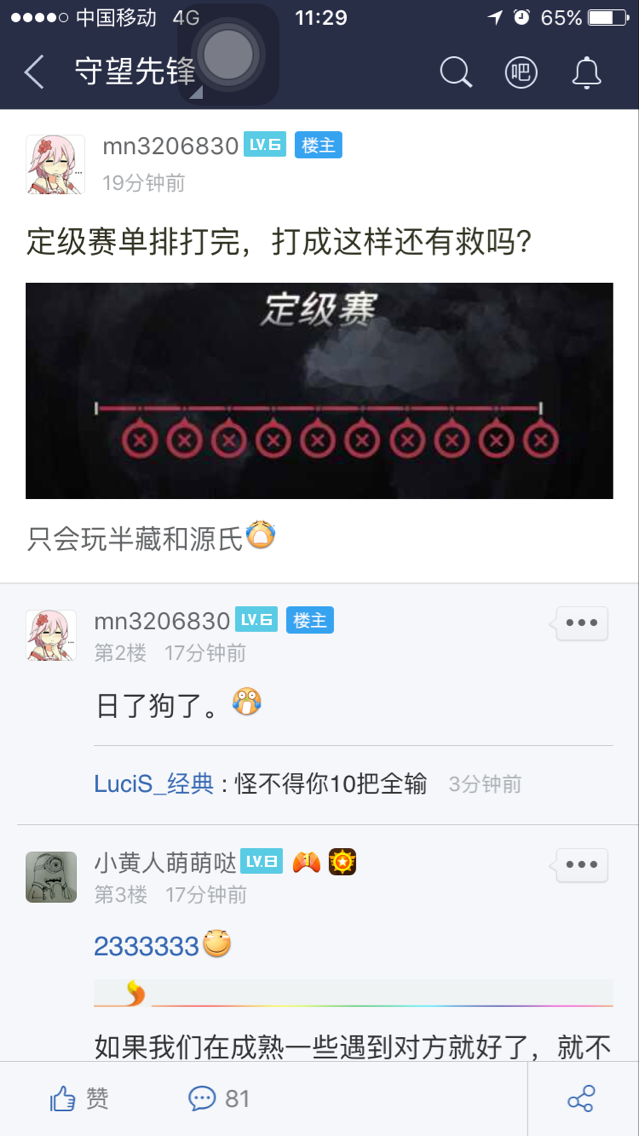 中国移动 4G 11:29 65%
守望先锋 吧
mn3206830 LV.6 楼主
19分钟前
定级赛单排打完，打成这样还有救吗？
定级赛
只会玩半藏和源氏
mn3206830 LV.6 楼主
第2楼 17分钟前
日了狗了。
LuciS_经典 : 怪不得你10把全输 3分钟前
小黄人萌萌哒 LV.8
第3楼 17分钟前
2333333
如果我们在成熟一些遇到对方就好了，就不
赞 81